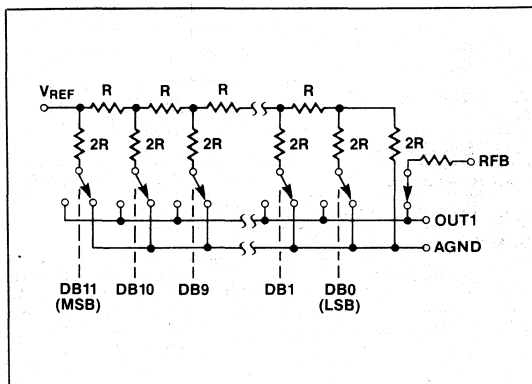 R R R R
VREF
2R 2R 2R 2R 2R 2R
RFB
OUT1
AGND
DB11 DB10 DB9 DB1 DB0
(MSB) (LSB)